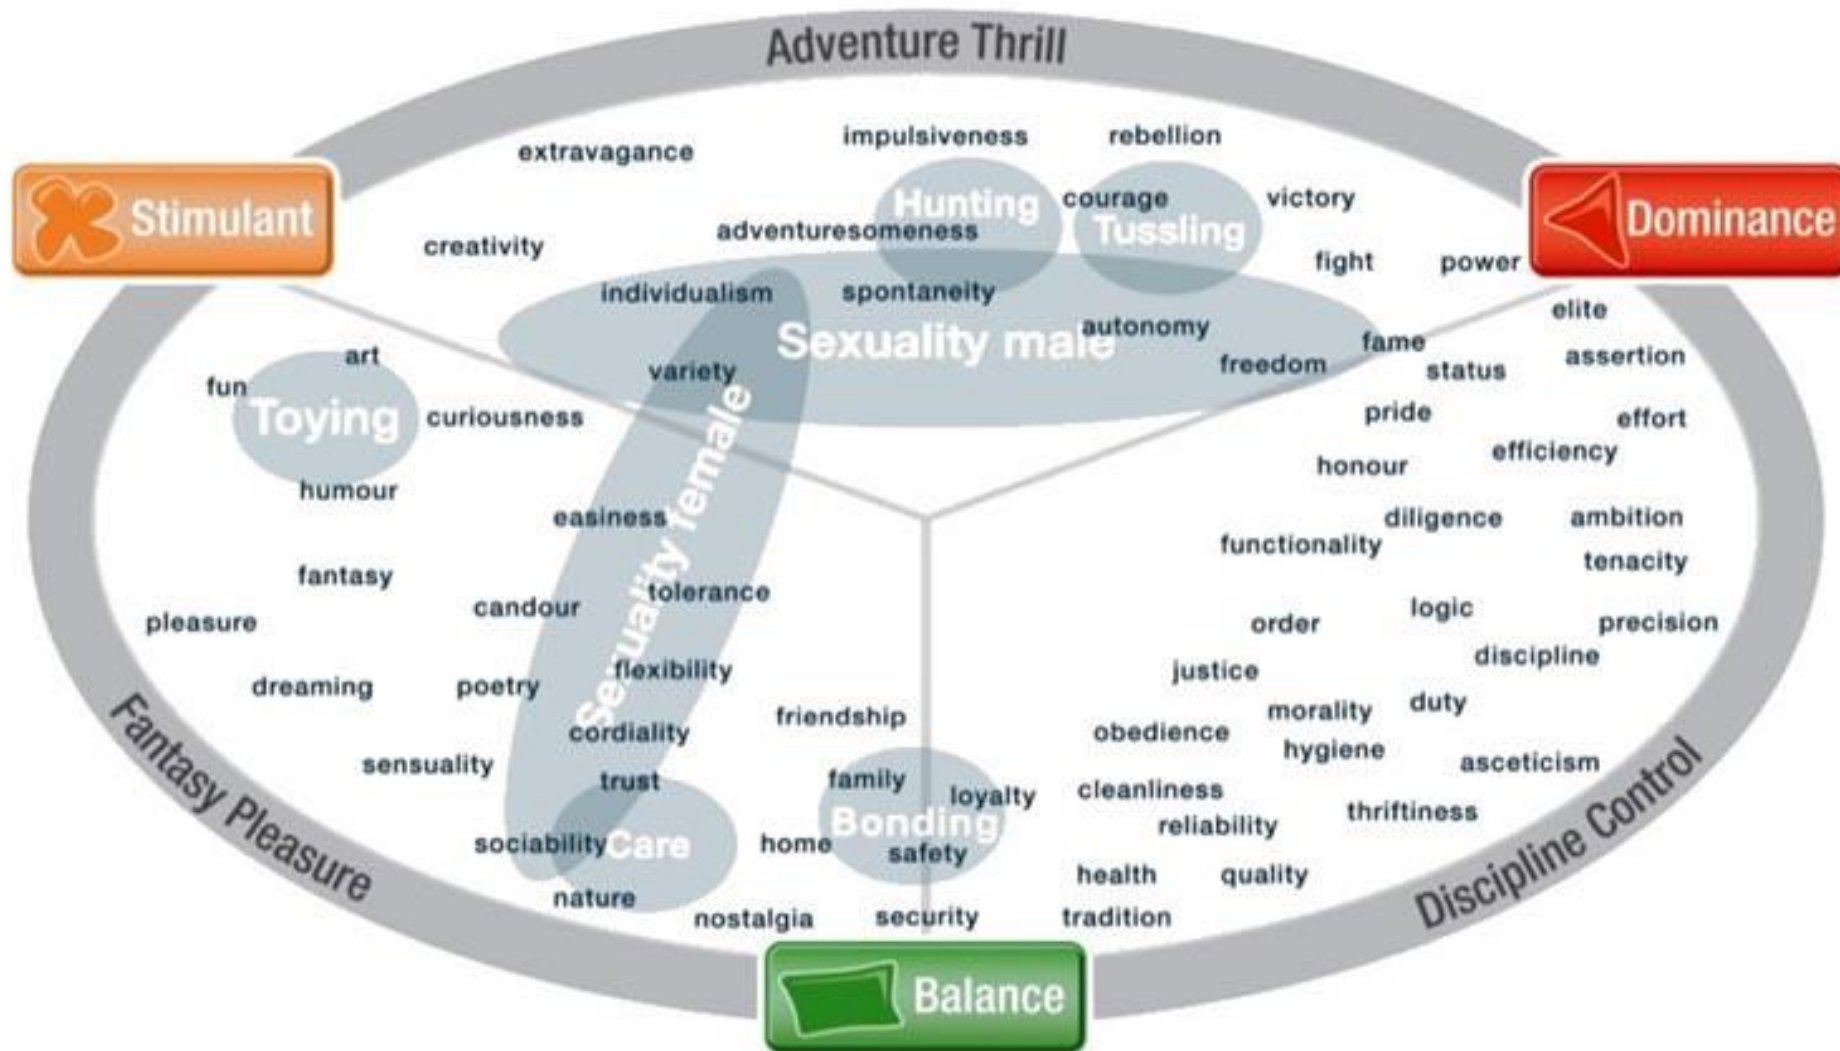 Adventure Thrill
impulsiveness
rebellion
extravagance
Stimulant
Hunting
courage
victory
Dominance
Tussling
adventuresomeness
creativity
fight
power
individualism
spontaneity
elite
autonomy
Sexuality male
fame
assertion
art
freedom
status
variety
fun
Toying
curiousness
pride
effort
efficiency
honour
humour
easiness
diligence
ambition
functionality
tenacity
Sexuality female
fantasy
tolerance
candour
logic
pleasure
order
precision
discipline
flexibility
justice
dreaming
poetry
duty
morality
friendship
cordiality
obedience
hygiene
sensuality
asceticism
trust
family
loyalty
cleanliness
thriftiness
Fantasy Pleasure
Bonding
reliability
Discipline Control
sociability
Care
home
safety
health
quality
nature
nostalgia
security
tradition
Balance